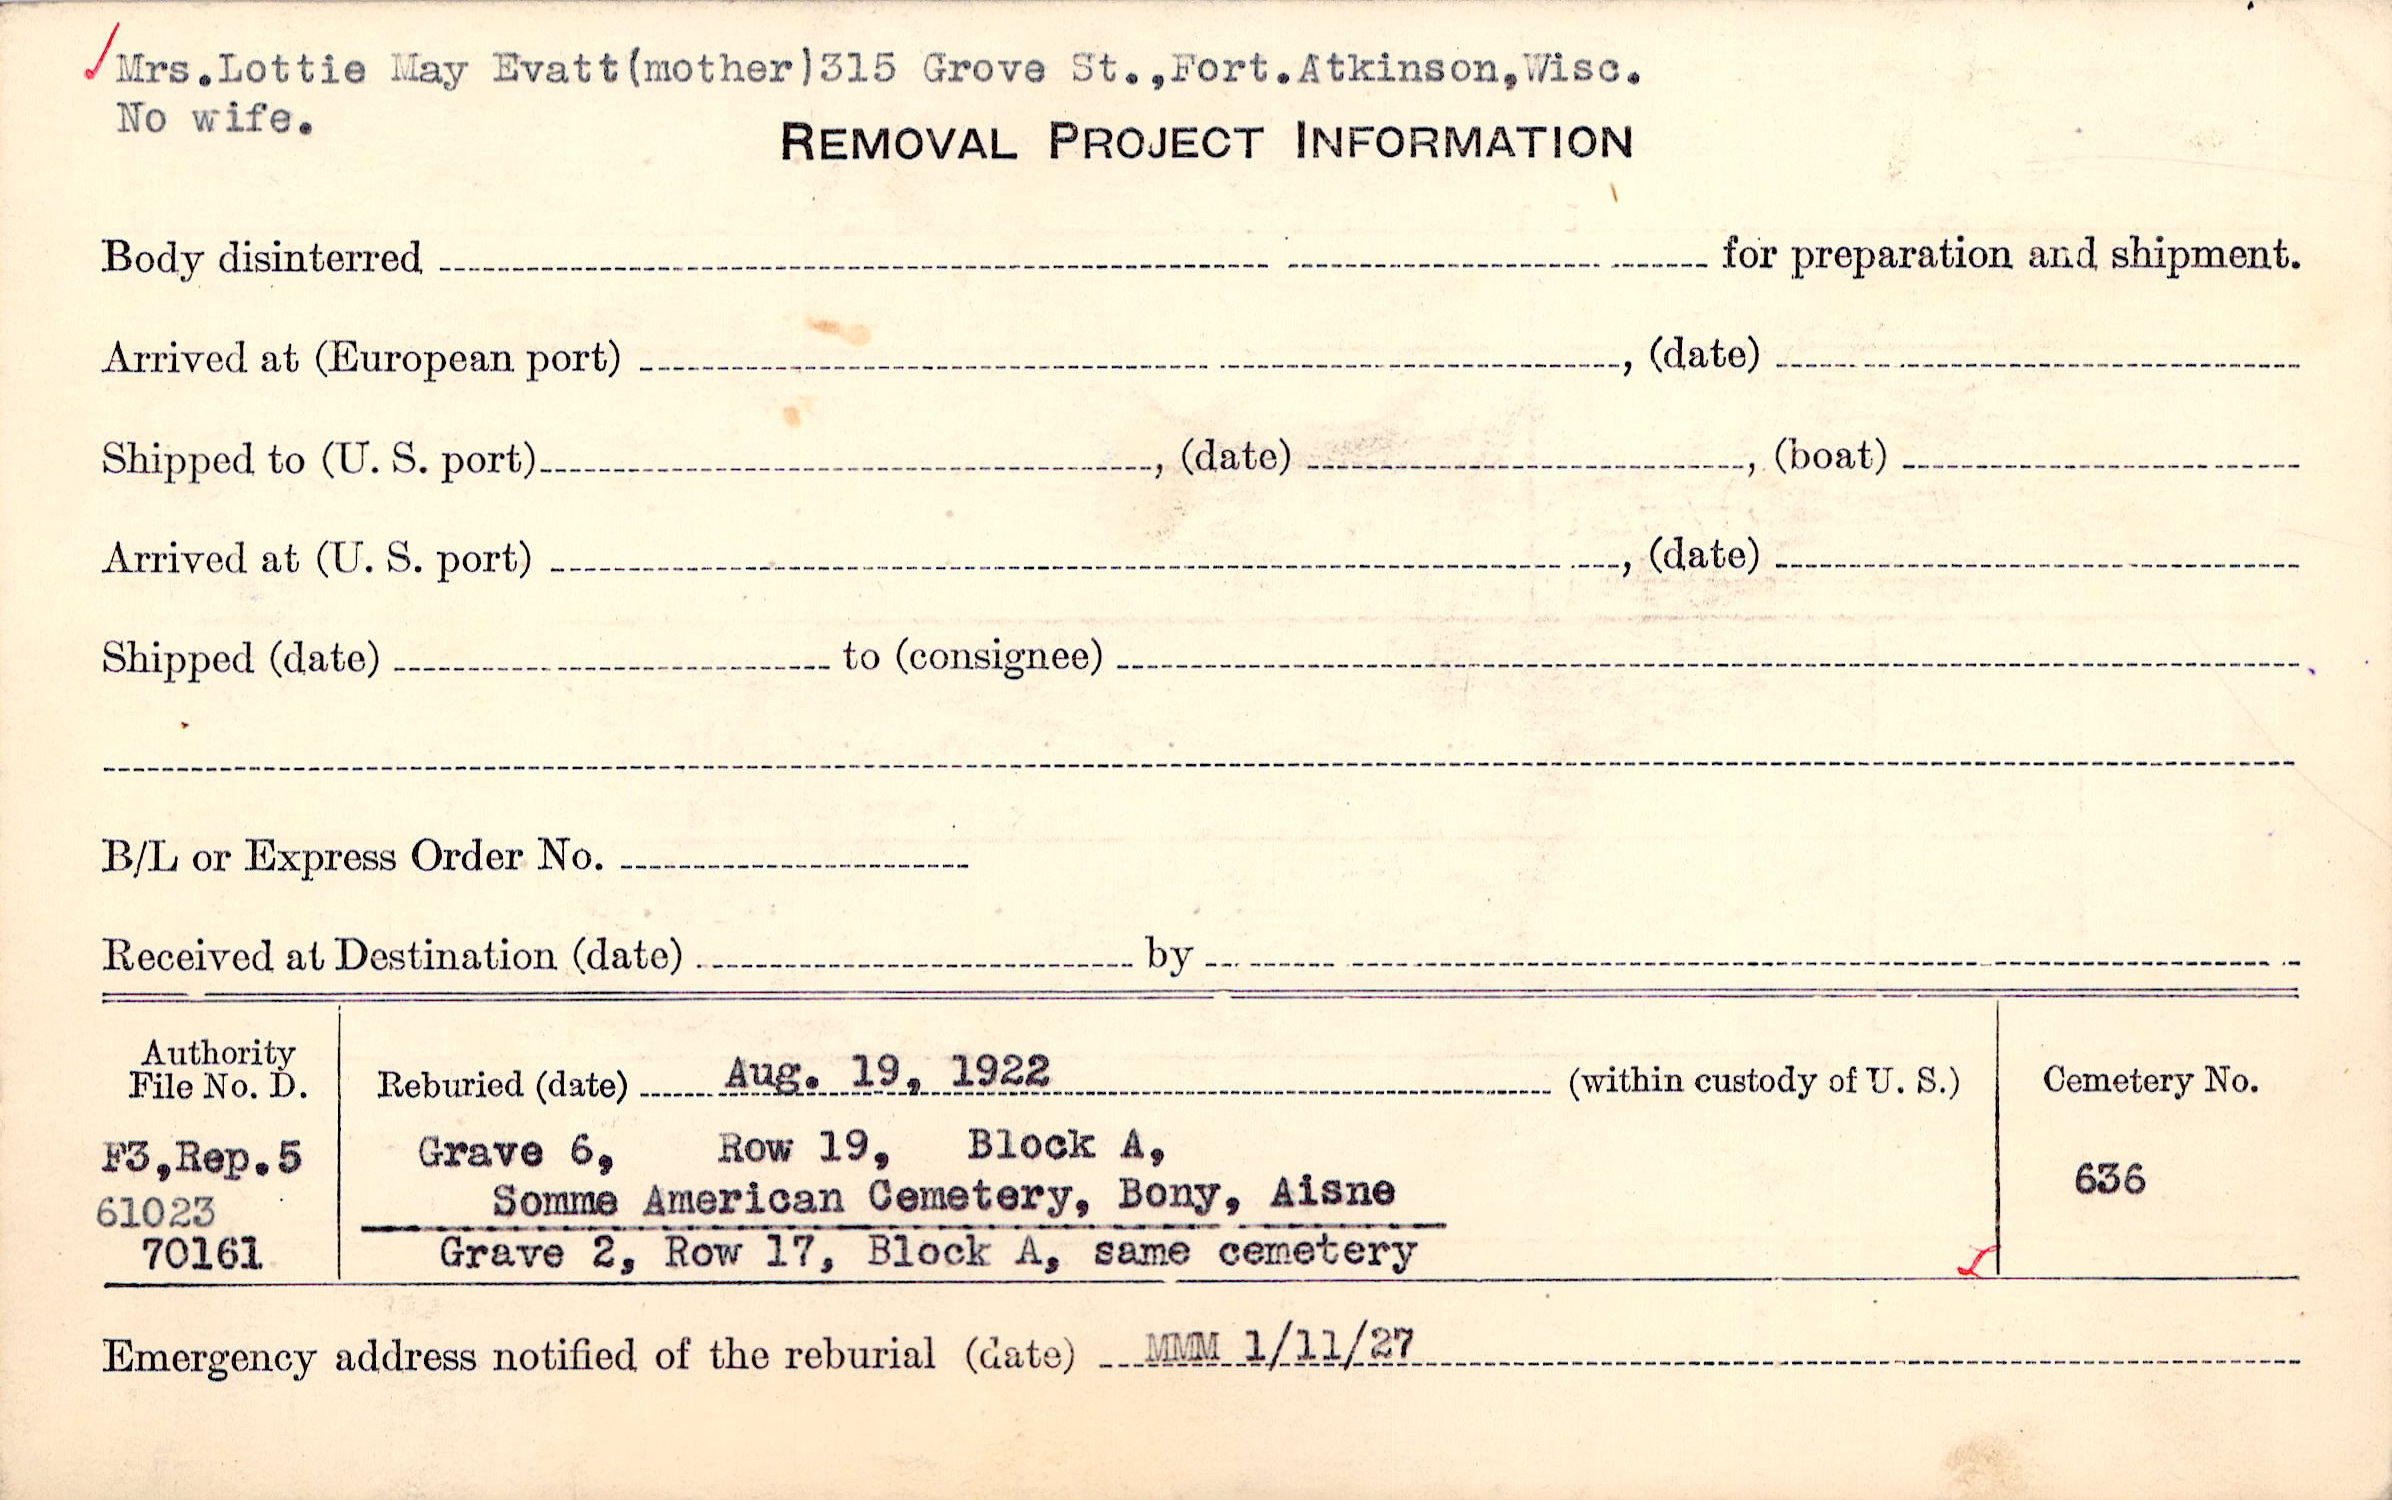 Mrs.Lottie May Evatt(mother)315 Grove St.,Fort.Atkinson,Wisc.
No wife.
REMOVAL PROJECT INFORMATION
Body disinterred ---------- for preparation and shipment.
Arrived at (European port) ----------, (date) ----------
Shipped to (U. S. port)----------, (date) ----------, (boat) ----------
Arrived at (U. S. port) ----------, (date) ----------
Shipped (date) ---------- to (consignee) ----------
B/L or Express Order No. ----------
Received at Destination (date) ---------- by ----------
Authority
File No. D.
Reburied (date) Aug. 19, 1922 (within custody of U. S.)
Cemetery No.
F3,Rep.5
61023
70161
Grave 6, Row 19, Block A,
Somme American Cemetery, Bony, Aisne
Grave 2, Row 17, Block A, same cemetery
636
Emergency address notified of the reburial (date) MMM 1/11/27